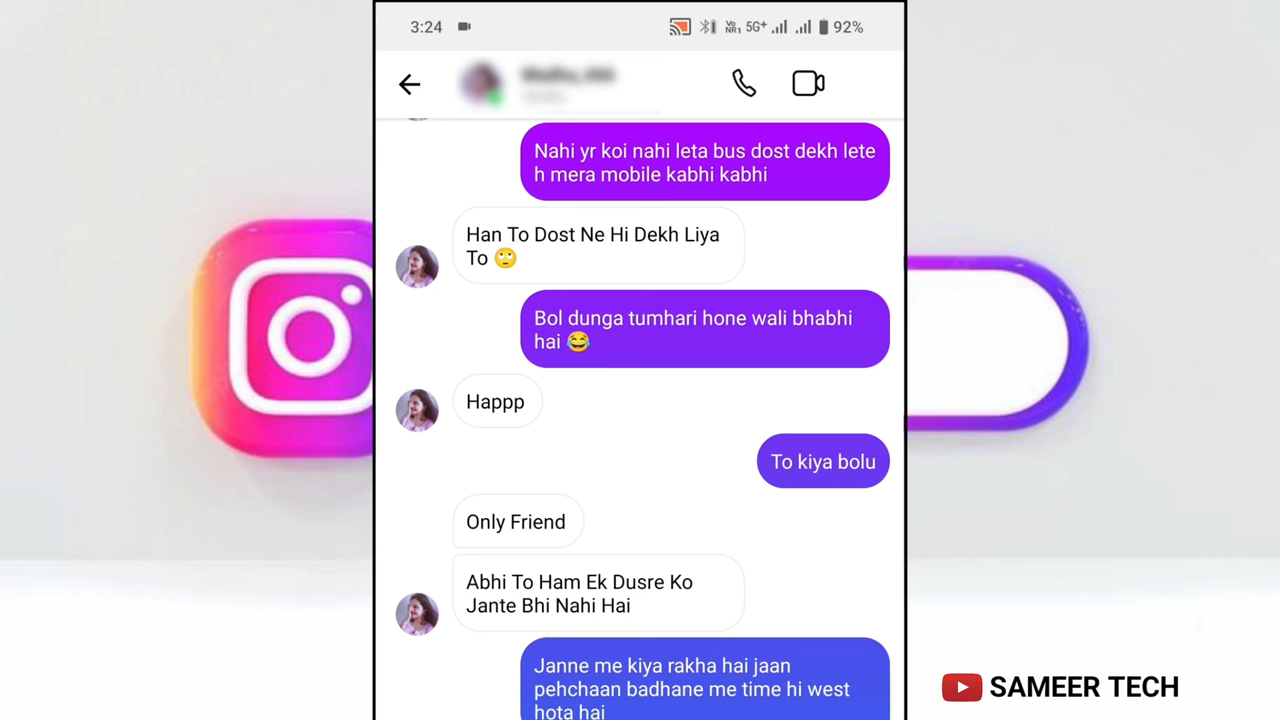 3:24
Vo
NR1
5G+
92%
Nahi yr koi nahi leta bus dost dekh lete
h mera mobile kabhi kabhi
Han To Dost Ne Hi Dekh Liya
To 🙄
Bol dunga tumhari hone wali bhabhi
hai 😂
Happp
To kiya bolu
Only Friend
Abhi To Ham Ek Dusre Ko
Jante Bhi Nahi Hai
Janne me kiya rakha hai jaan
pehchaan badhane me time hi west
hota hai
SAMEER TECH